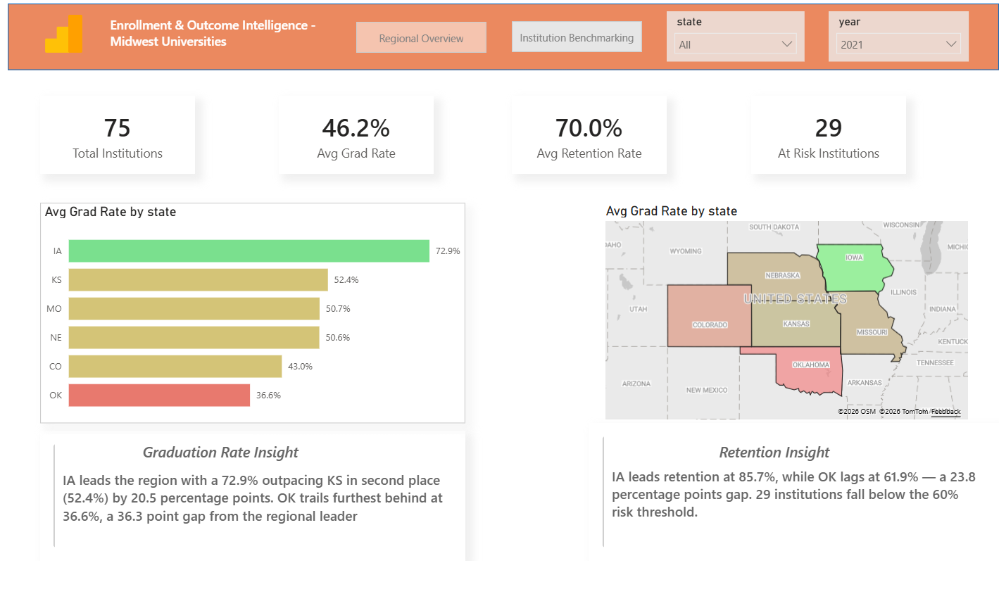 Enrollment & Outcome Intelligence -
Midwest Universities
Regional Overview
Institution Benchmarking
state
All
year
2021
75
Total Institutions
46.2%
Avg Grad Rate
70.0%
Avg Retention Rate
29
At Risk Institutions
Avg Grad Rate by state
IA 72.9%
KS 52.4%
MO 50.7%
NE 50.6%
CO 43.0%
OK 36.6%
Avg Grad Rate by state
SOUTH DAKOTA
WISCONSIN
DAHO
WYOMING
MICHIC
IOWA
NEBRASKA
ILLINOIS
UNITED STATES
UTAH
INDIANA
COLORADO
KANSAS
MISSOURI
KENTUCK
OKLAHOMA
TENNESSEE
ARIZONA
NEW MEXICO
ARKANSAS
©2026 OSM ©2026 TomTom Feedback
Graduation Rate Insight
IA leads the region with a 72.9% outpacing KS in second place
(52.4%) by 20.5 percentage points. OK trails furthest behind at
36.6%, a 36.3 point gap from the regional leader
Retention Insight
IA leads retention at 85.7%, while OK lags at 61.9% — a 23.8
percentage points gap. 29 institutions fall below the 60%
risk threshold.